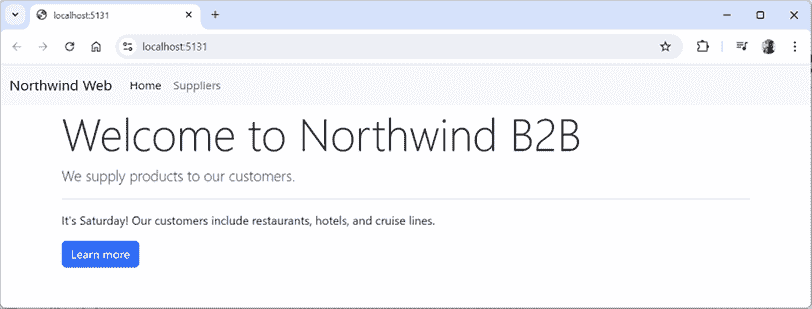 localhost:5131
localhost:5131
Northwind Web Home Suppliers
Welcome to Northwind B2B
We supply products to our customers.
It's Saturday! Our customers include restaurants, hotels, and cruise lines.
Learn more